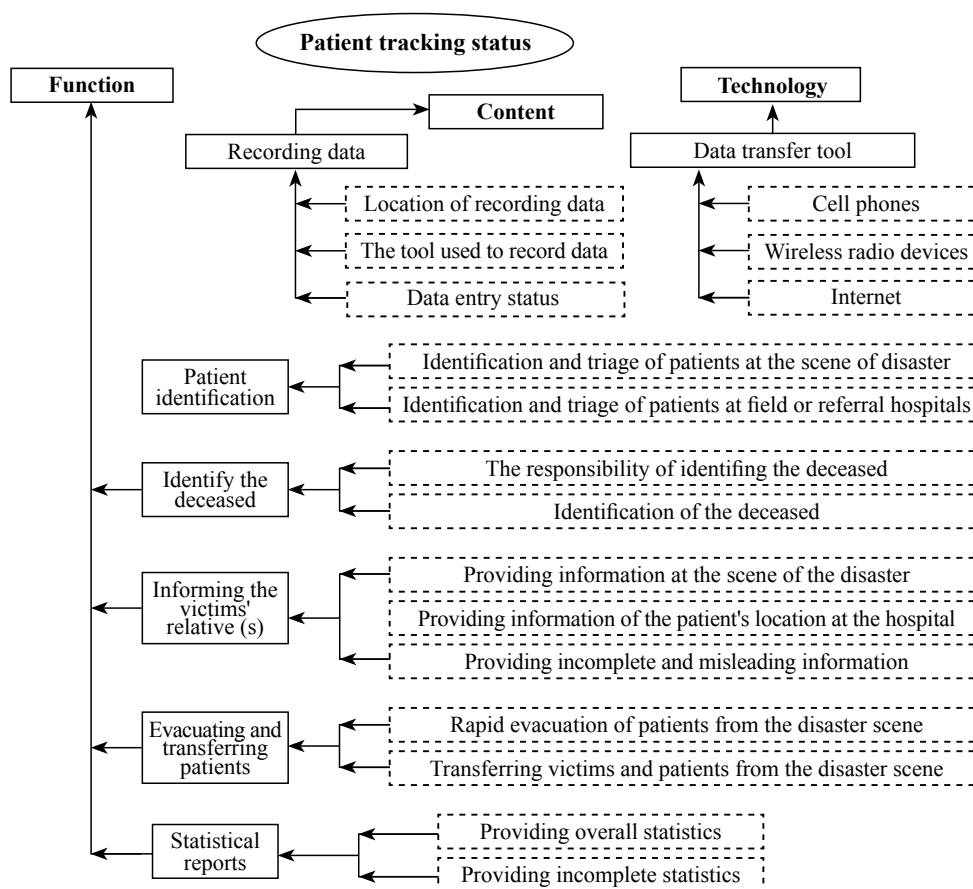 Patient tracking status
Function
Content
Technology
Recording data
Location of recording data
The tool used to record data
Data entry status
Data transfer tool
Cell phones
Wireless radio devices
Internet
Patient
identification
Identification and triage of patients at the scene of disaster
Identification and triage of patients at field or referral hospitals
Identify the
deceased
The responsibility of identifing the deceased
Identification of the deceased
Informing the
victims'
relative (s)
Providing information at the scene of the disaster
Providing information of the patient's location at the hospital
Providing incomplete and misleading information
Evacuating and
transferring
patients
Rapid evacuation of patients from the disaster scene
Transferring victims and patients from the disaster scene
Statistical
reports
Providing overall statistics
Providing incomplete statistics